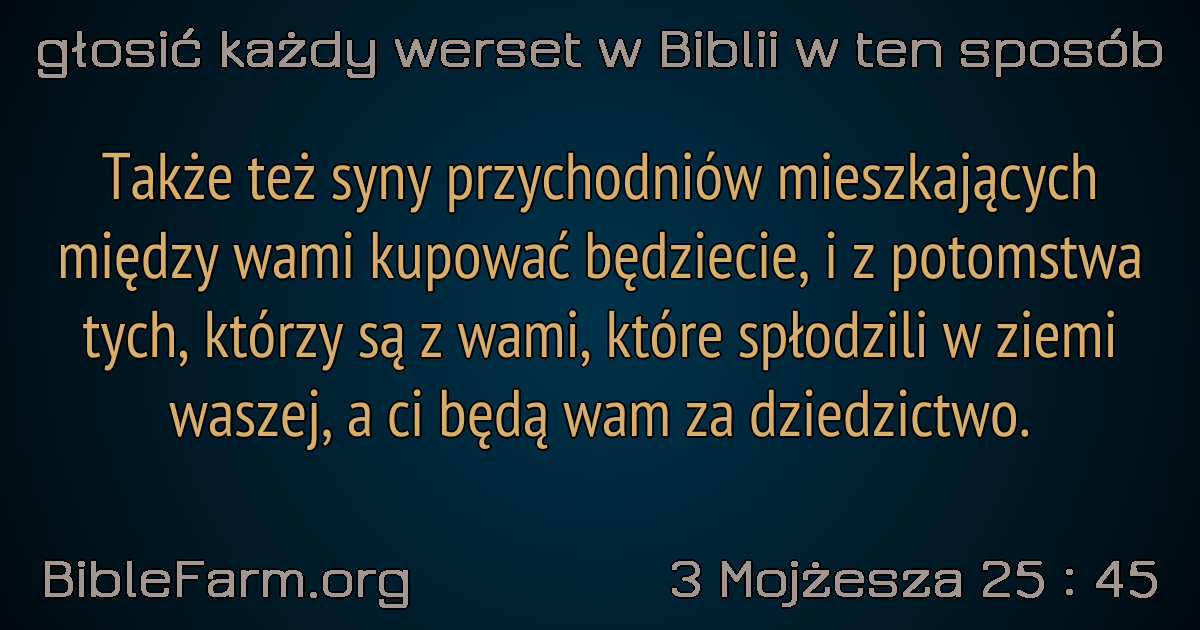 głosić każdy werset w Biblii w ten sposób
Także też syny przychodniów mieszkających
między wami kupować będziecie, i z potomstwa
tych, którzy są z wami, które spłodzili w ziemi
waszej, a ci będą wam za dziedzictwo.
BibleFarm.org
3 Mojżesza 25 : 45